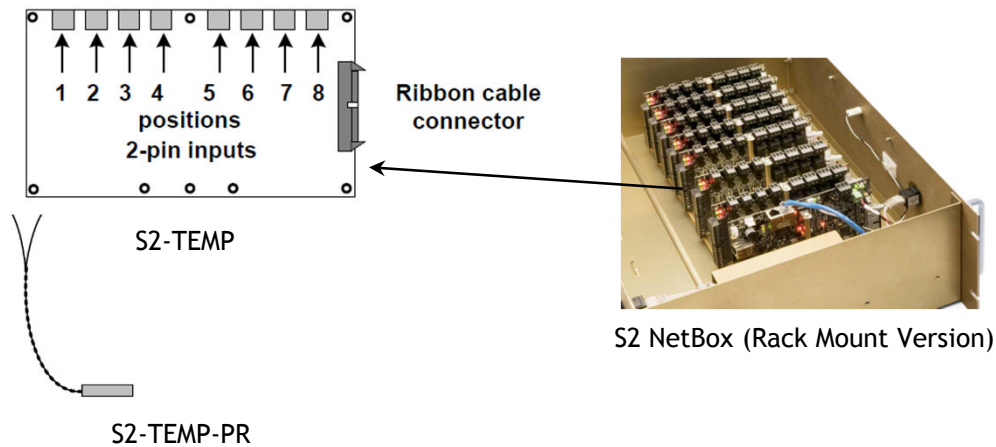 1 2 3 4 5 6 7 8
positions
2-pin inputs
Ribbon cable
connector
S2-TEMP
S2 NetBox (Rack Mount Version)
S2-TEMP-PR